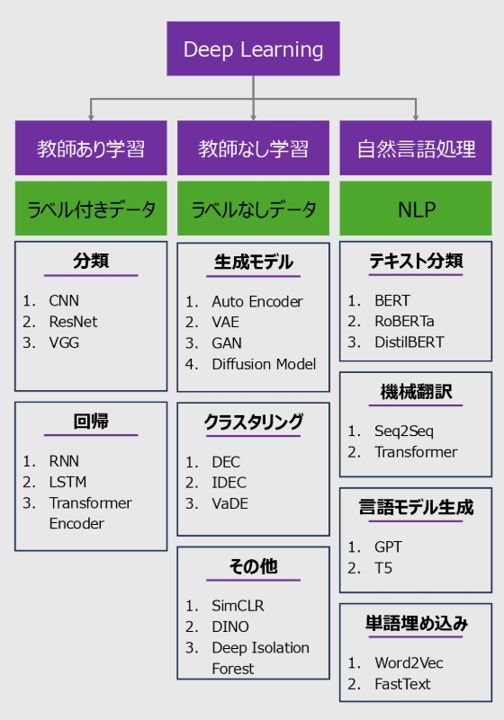 Deep Learning
教師あり学習
ラベル付きデータ
分類
1. CNN
2. ResNet
3. VGG
回帰
1. RNN
2. LSTM
3. Transformer
Encoder
教師なし学習
ラベルなしデータ
生成モデル
1. Auto Encoder
2. VAE
3. GAN
4. Diffusion Model
クラスタリング
1. DEC
2. IDEC
3. VaDE
その他
1. SimCLR
2. DINO
3. Deep Isolation
Forest
自然言語処理
NLP
テキスト分類
1. BERT
2. RoBERTa
3. DistilBERT
機械翻訳
1. Seq2Seq
2. Transformer
言語モデル生成
1. GPT
2. T5
単語埋め込み
1. Word2Vec
2. FastText